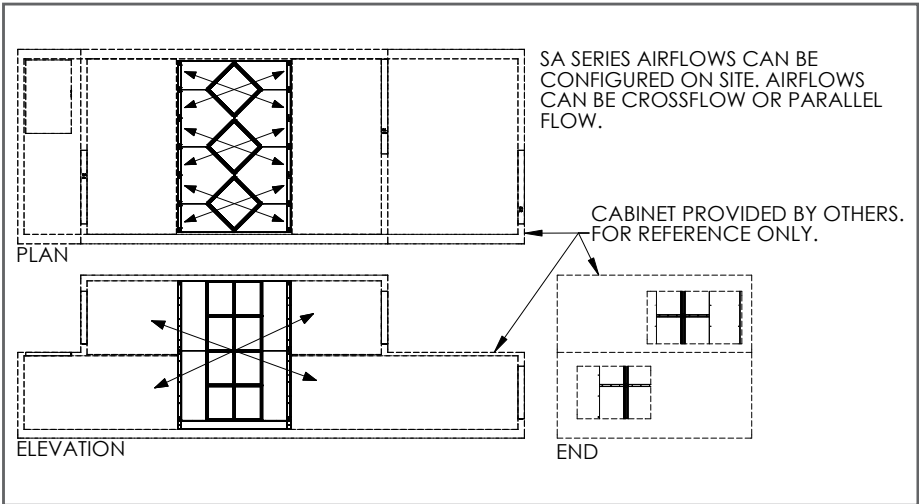 SA SERIES AIRFLOWS CAN BE
CONFIGURED ON SITE. AIRFLOWS
CAN BE CROSSFLOW OR PARALLEL
FLOW.
CABINET PROVIDED BY OTHERS.
FOR REFERENCE ONLY.
PLAN
ELEVATION
END